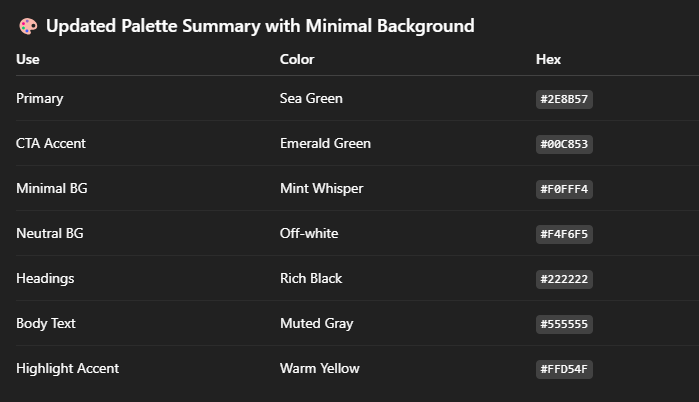 🎨 Updated Palette Summary with Minimal Background
Use Color Hex
Primary Sea Green #2E8B57
CTA Accent Emerald Green #00C853
Minimal BG Mint Whisper #F0FFF4
Neutral BG Off-white #F4F6F5
Headings Rich Black #222222
Body Text Muted Gray #555555
Highlight Accent Warm Yellow #FFD54F